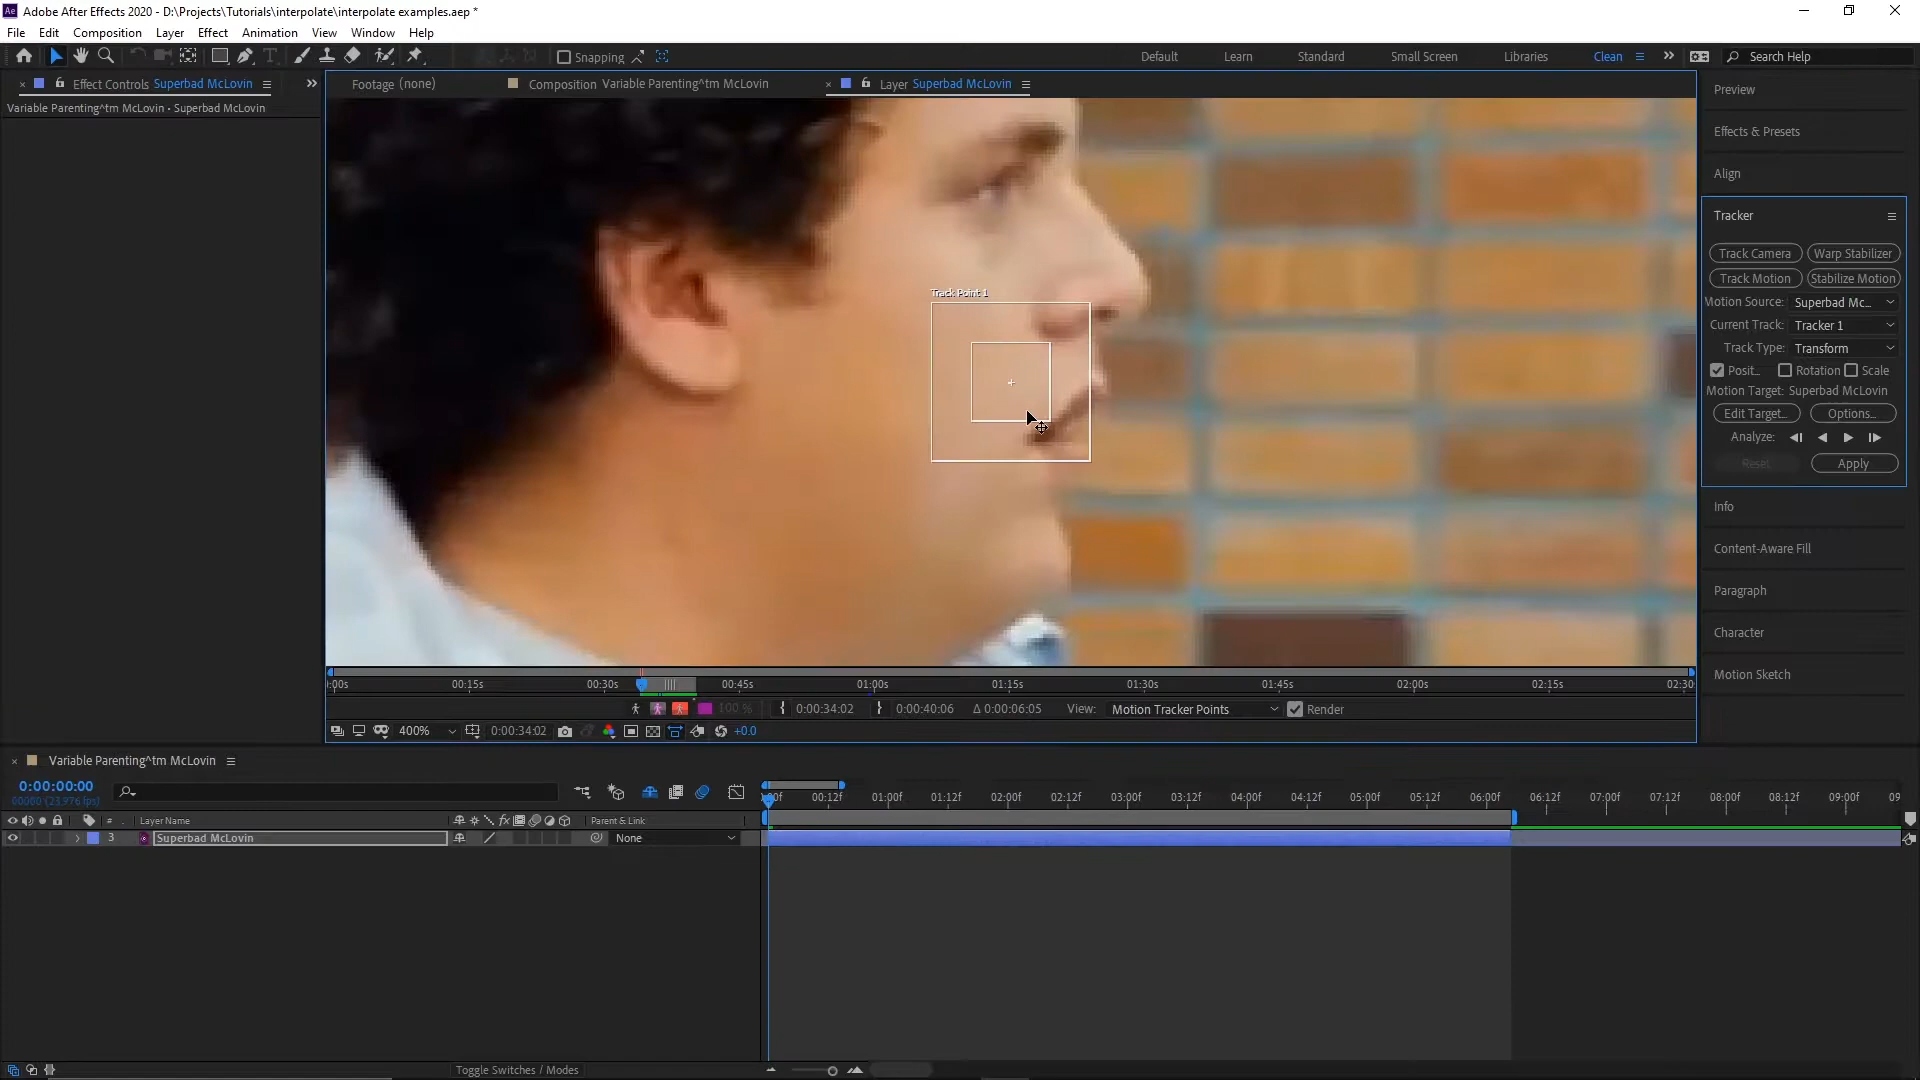 Adobe After Effects 2020 - D:\Projects\Tutorials\interpolate\interpolate examples.aep *
File Edit Composition Layer Effect Animation View Window Help
Snapping Default Learn Standard Small Screen Libraries Clean Search Help
Effect Controls Superbad McLovin
Footage (none) Composition Variable Parenting^tm McLovin Layer Superbad McLovin
Variable Parenting^tm McLovin • Superbad McLovin
Preview
Effects & Presets
Align
Tracker
Track Camera Warp Stabilizer
Track Motion Stabilize Motion
Motion Source: Superbad Mc...
Current Track: Tracker 1
Track Type: Transform
Posit... Rotation Scale
Motion Target: Superbad McLovin
Edit Target... Options...
Analyze:
Reset Apply
Info
Content-Aware Fill
Paragraph
Character
Motion Sketch
Track Point 1
:00s 00:15s 00:30s 00:45s 01:00s 01:15s 01:30s 01:45s 02:00s 02:15s 02:30
100 % 0:00:34:02 0:00:40:06 Δ 0:00:06:05 View: Motion Tracker Points Render
400% 0:00:34:02 +0.0
Variable Parenting^tm McLovin
0:00:00:00
00000 (23.976 fps)
:00f 00:12f 01:00f 01:12f 02:00f 02:12f 03:00f 03:12f 04:00f 04:12f 05:00f 05:12f 06:00f 06:12f 07:00f 07:12f 08:00f 08:12f 09:00f 09
# Layer Name Parent & Link
3 Superbad McLovin None
Toggle Switches / Modes